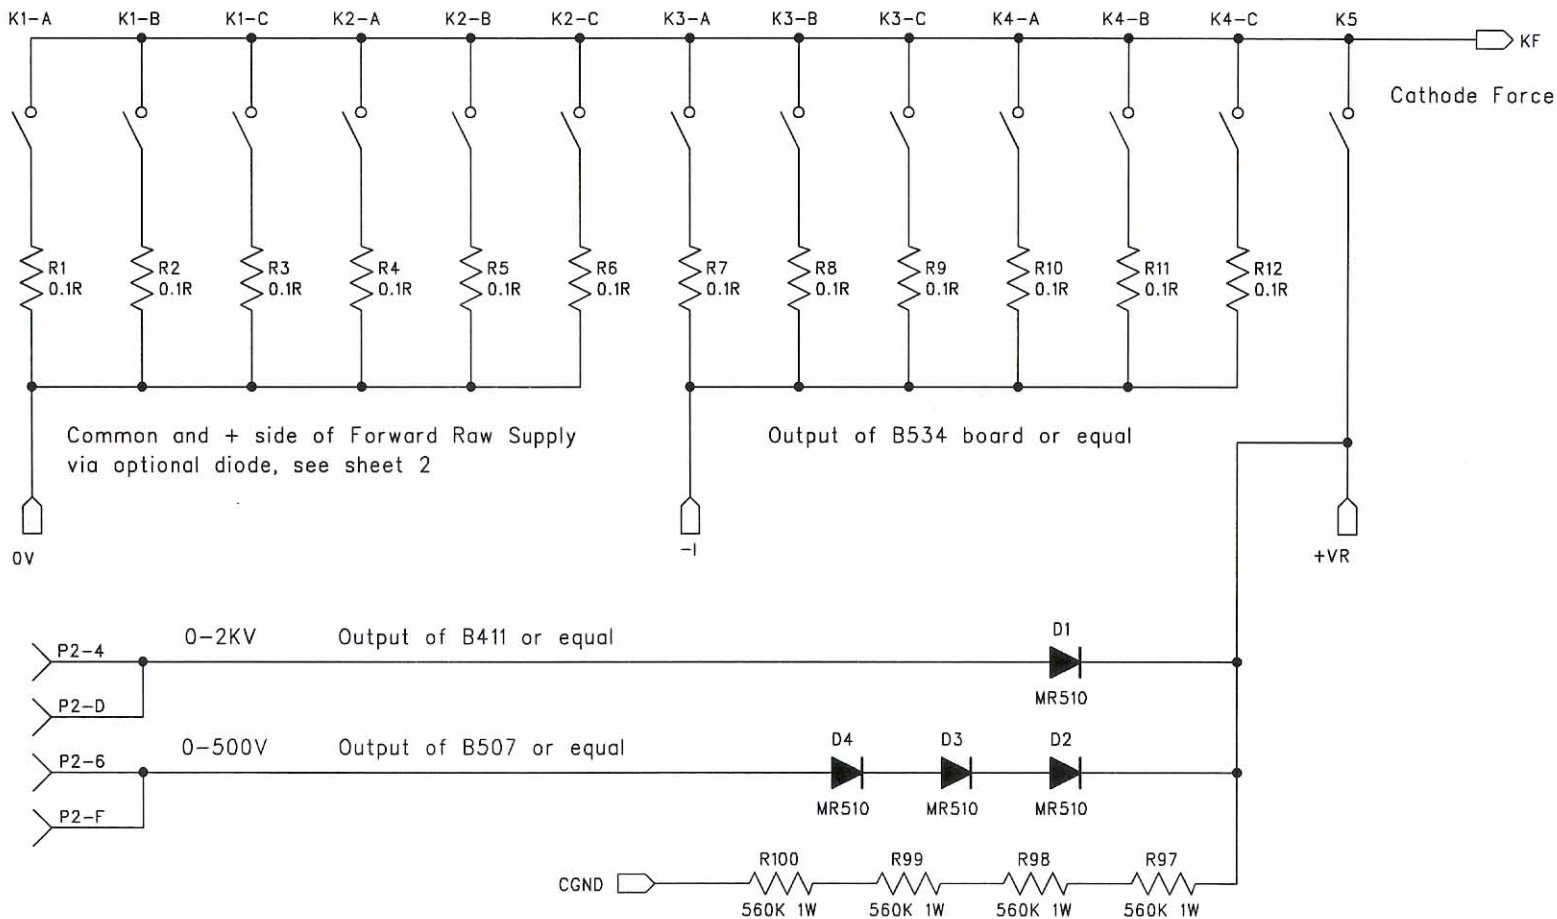 K1-A K1-B K1-C K2-A K2-B K2-C K3-A K3-B K3-C K4-A K4-B K4-C K5
KF
Cathode Force
R1 R2 R3 R4 R5 R6 R7 R8 R9 R10 R11 R12
0.1R 0.1R 0.1R 0.1R 0.1R 0.1R 0.1R 0.1R 0.1R 0.1R 0.1R 0.1R
Common and + side of Forward Raw Supply
via optional diode, see sheet 2
Output of B534 board or equal
0V
-I
+VR
0-2KV Output of B411 or equal
D1
P2-4
MR510
P2-D
0-500V Output of B507 or equal
D4 D3 D2
P2-6
MR510 MR510 MR510
P2-F
R100 R99 R98 R97
CGND
560K 1W 560K 1W 560K 1W 560K 1W